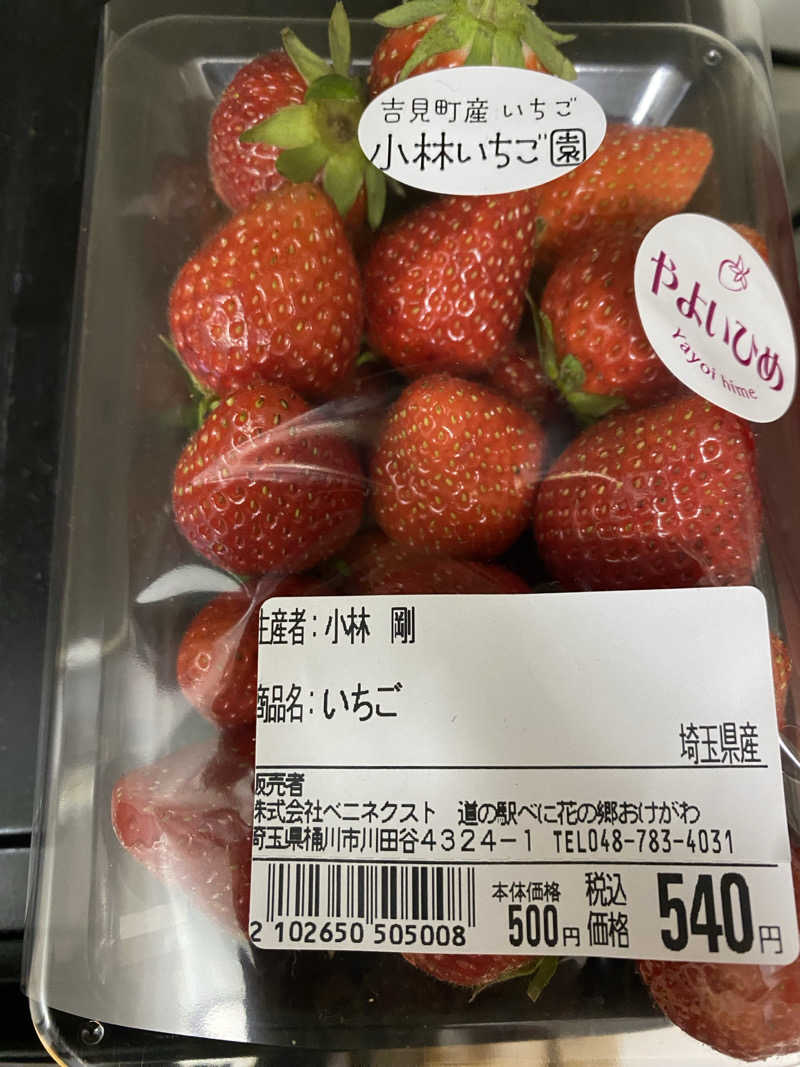 吉見町産いちご
小林いちご園
やよいひめ
Yayoi hime
生産者:小林 剛
商品名:いちご
埼玉県産
販売者
株式会社ベニネクスト 道の駅べに花の郷おけがわ
埼玉県桶川市川田谷4324-1 TEL048-783-4031
2 102650 505008
本体価格 500円
税込価格 540円